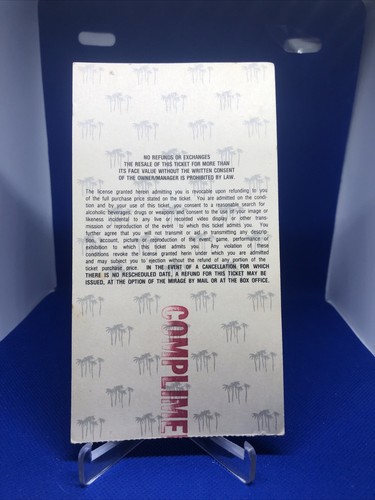 NO REFUNDS OR EXCHANGES
THE RESALE OF THIS TICKET FOR MORE THAN
ITS FACE VALUE WITHOUT THE WRITTEN CONSENT
OF THE OWNER/MANAGER IS PROHIBITED BY LAW.
The license granted herein admitting you is revocable upon refunding to you
of the full purchase price stated on the ticket. You are admitted on the condi-
tion and by your use of this ticket, you consent to a reasonable search for
alcoholic beverages, drugs or weapons and consent to the use of your image or
likeness incidental to any live or recorded video display or other trans-
mission or reproduction of the event to which this ticket admits you. You
further agree that you will not transmit or aid in transmitting any descrip-
tion, account, picture or reproduction of the event, game, performance or
exhibition to which this ticket admits you. Any violation of these
conditions revoke the license granted herin under which you are admitted
and may subject you to ejection without the refund of any portion of the
ticket purchase price. IN THE EVENT OF A CANCELLATION FOR WHICH
THERE IS NO RESCHEDULED DATE, A REFUND FOR THIS TICKET MAY BE
ISSUED, AT THE OPTION OF THE MIRAGE BY MAIL OR AT THE BOX OFFICE.
COMPLIME